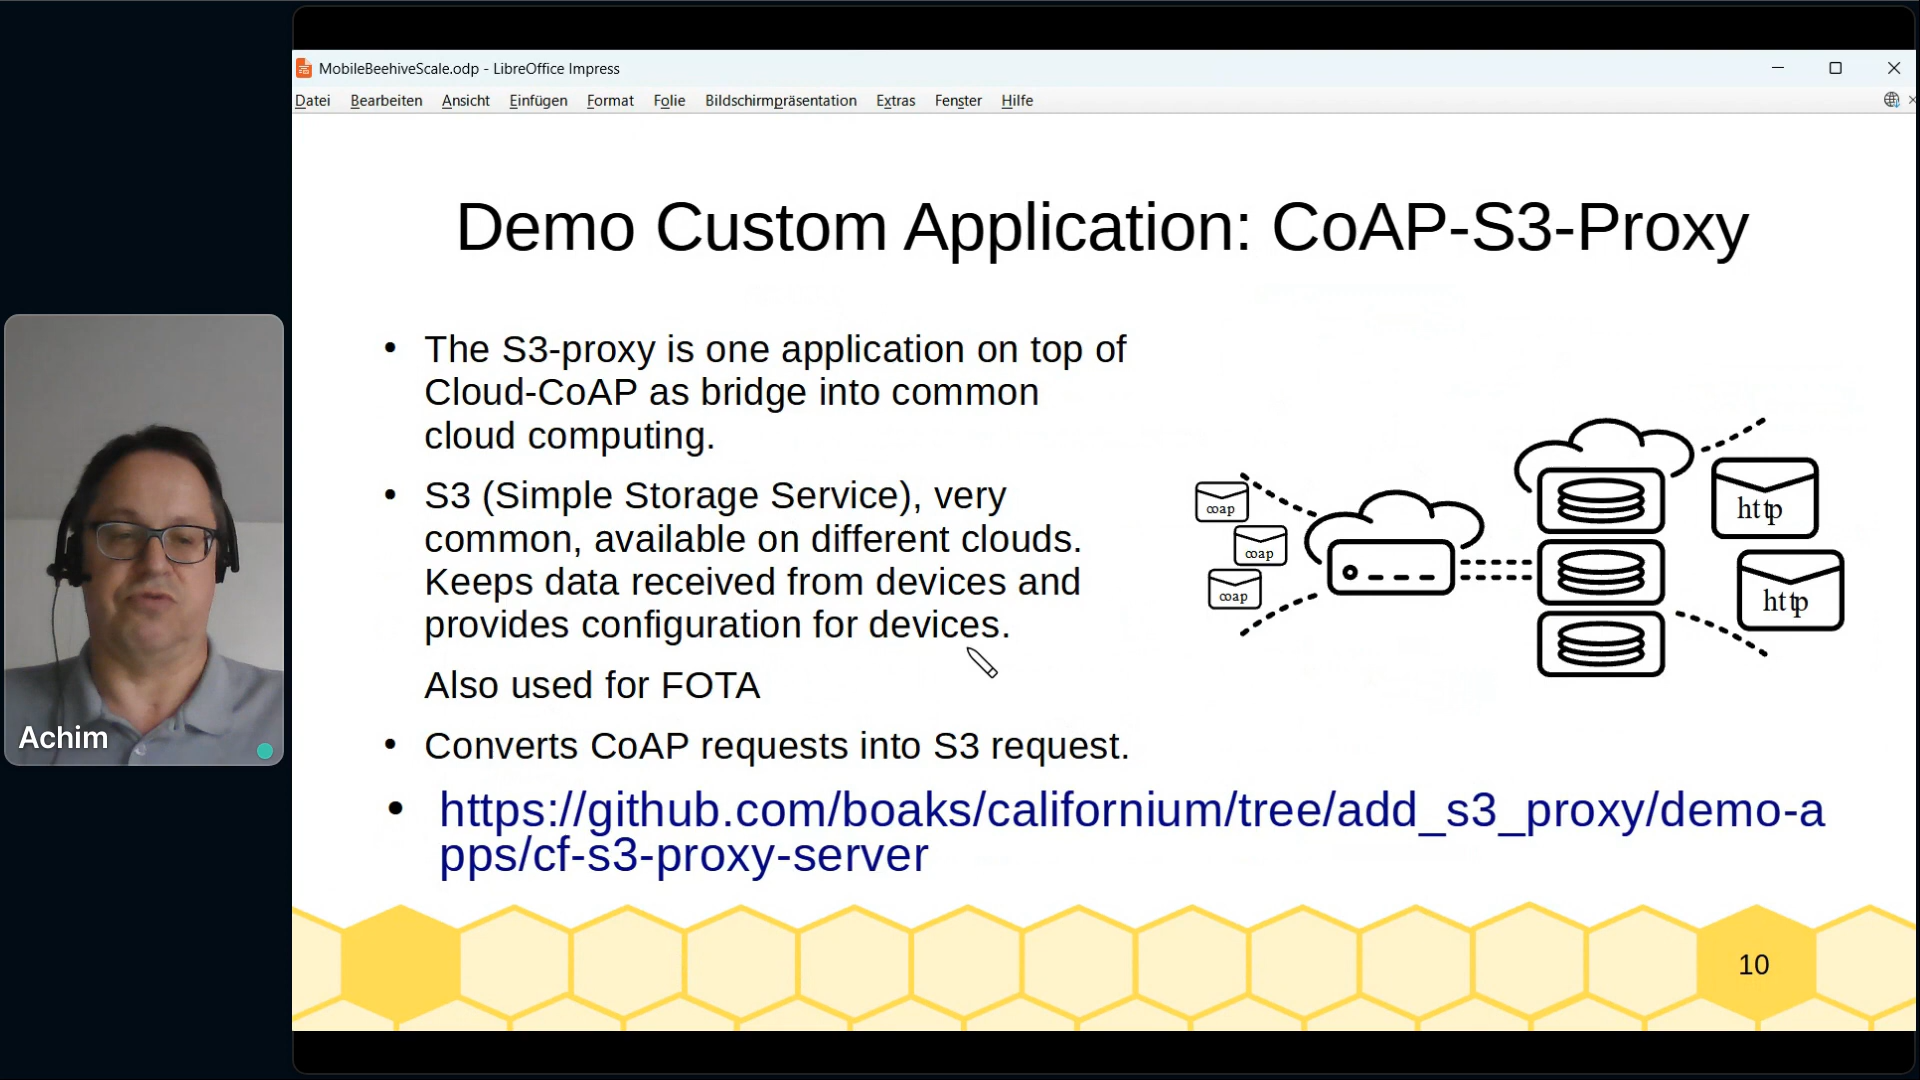 MobileBeehiveScale.odp - LibreOffice Impress
Datei Bearbeiten Ansicht Einfügen Format Folie Bildschirmpräsentation Extras Fenster Hilfe
Demo Custom Application: CoAP-S3-Proxy
• The S3-proxy is one application on top of
Cloud-CoAP as bridge into common
cloud computing.
• S3 (Simple Storage Service), very
common, available on different clouds.
Keeps data received from devices and
provides configuration for devices.
Also used for FOTA
• Converts CoAP requests into S3 request.
• https://github.com/boaks/californium/tree/add_s3_proxy/demo-a
pps/cf-s3-proxy-server
coap
coap
coap
http
http
10
Achim